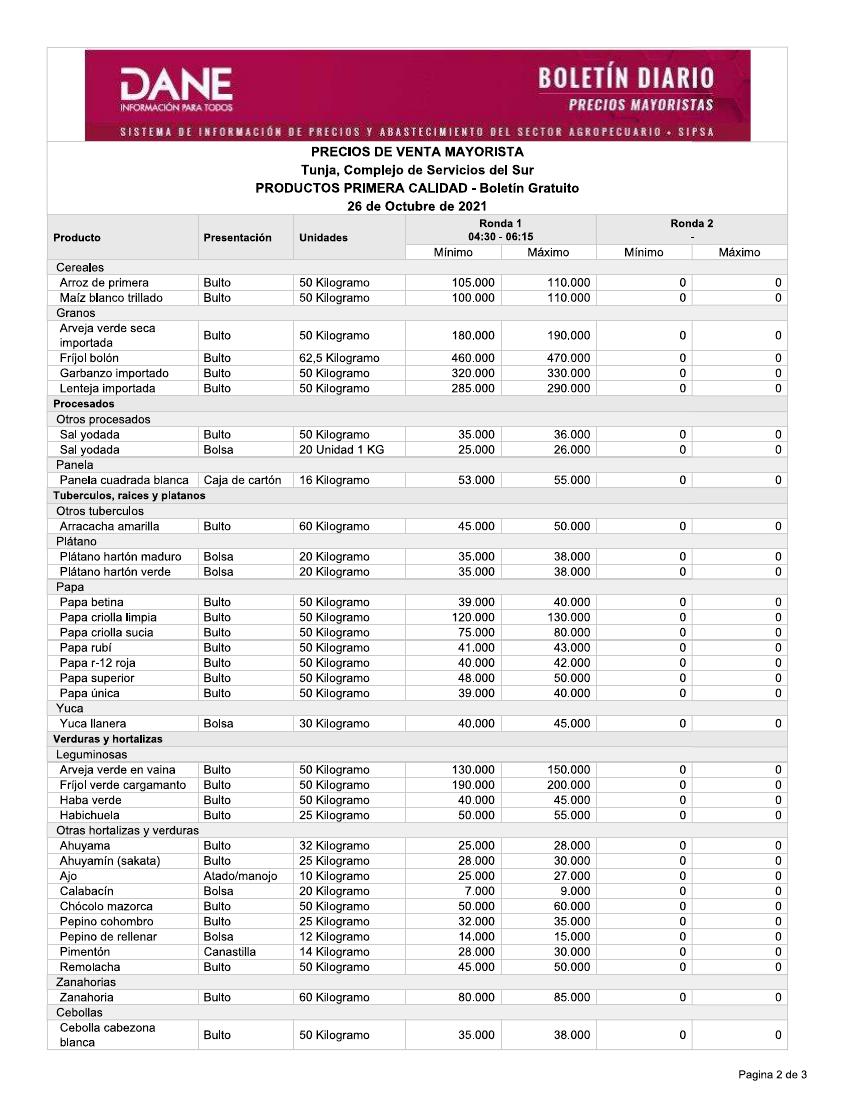 DANE
INFORMACIÓN PARA TODOS
BOLETÍN DIARIO
PRECIOS MAYORISTAS
SISTEMA DE INFORMACIÓN DE PRECIOS Y ABASTECIMIENTO DEL SECTOR AGROPECUARIO • SIPSA
PRECIOS DE VENTA MAYORISTA
Tunja, Complejo de Servicios del Sur
PRODUCTOS PRIMERA CALIDAD - Boletín Gratuito
26 de Octubre de 2021
Producto Presentación Unidades Ronda 1 04:30 - 06:15 Ronda 2 -
Mínimo Máximo Mínimo Máximo
Cereales
Arroz de primera Bulto 50 Kilogramo 105.000 110.000 0 0
Maíz blanco trillado Bulto 50 Kilogramo 100.000 110.000 0 0
Granos
Arveja verde seca
importada Bulto 50 Kilogramo 180.000 190.000 0 0
Fríjol bolón Bulto 62,5 Kilogramo 460.000 470.000 0 0
Garbanzo importado Bulto 50 Kilogramo 320.000 330.000 0 0
Lenteja importada Bulto 50 Kilogramo 285.000 290.000 0 0
Procesados
Otros procesados
Sal yodada Bulto 50 Kilogramo 35.000 36.000 0 0
Sal yodada Bolsa 20 Unidad 1 KG 25.000 26.000 0 0
Panela
Panela cuadrada blanca Caja de cartón 16 Kilogramo 53.000 55.000 0 0
Tuberculos, raices y platanos
Otros tuberculos
Arracacha amarilla Bulto 60 Kilogramo 45.000 50.000 0 0
Plátano
Plátano hartón maduro Bolsa 20 Kilogramo 35.000 38.000 0 0
Plátano hartón verde Bolsa 20 Kilogramo 35.000 38.000 0 0
Papa
Papa betina Bulto 50 Kilogramo 39.000 40.000 0 0
Papa criolla limpia Bulto 50 Kilogramo 120.000 130.000 0 0
Papa criolla sucia Bulto 50 Kilogramo 75.000 80.000 0 0
Papa rubí Bulto 50 Kilogramo 41.000 43.000 0 0
Papa r-12 roja Bulto 50 Kilogramo 40.000 42.000 0 0
Papa superior Bulto 50 Kilogramo 48.000 50.000 0 0
Papa única Bulto 50 Kilogramo 39.000 40.000 0 0
Yuca
Yuca llanera Bolsa 30 Kilogramo 40.000 45.000 0 0
Verduras y hortalizas
Leguminosas
Arveja verde en vaina Bulto 50 Kilogramo 130.000 150.000 0 0
Fríjol verde cargamanto Bulto 50 Kilogramo 190.000 200.000 0 0
Haba verde Bulto 50 Kilogramo 40.000 45.000 0 0
Habichuela Bulto 25 Kilogramo 50.000 55.000 0 0
Otras hortalizas y verduras
Ahuyama Bulto 32 Kilogramo 25.000 28.000 0 0
Ahuyamín (sakata) Bulto 25 Kilogramo 28.000 30.000 0 0
Ajo Atado/manojo 10 Kilogramo 25.000 27.000 0 0
Calabacín Bolsa 20 Kilogramo 7.000 9.000 0 0
Chócolo mazorca Bulto 50 Kilogramo 50.000 60.000 0 0
Pepino cohombro Bulto 25 Kilogramo 32.000 35.000 0 0
Pepino de rellenar Bolsa 12 Kilogramo 14.000 15.000 0 0
Pimentón Canastilla 14 Kilogramo 28.000 30.000 0 0
Remolacha Bulto 50 Kilogramo 45.000 50.000 0 0
Zanahorias
Zanahoria Bulto 60 Kilogramo 80.000 85.000 0 0
Cebollas
Cebolla cabezona
blanca Bulto 50 Kilogramo 35.000 38.000 0 0
Pagina 2 de 3